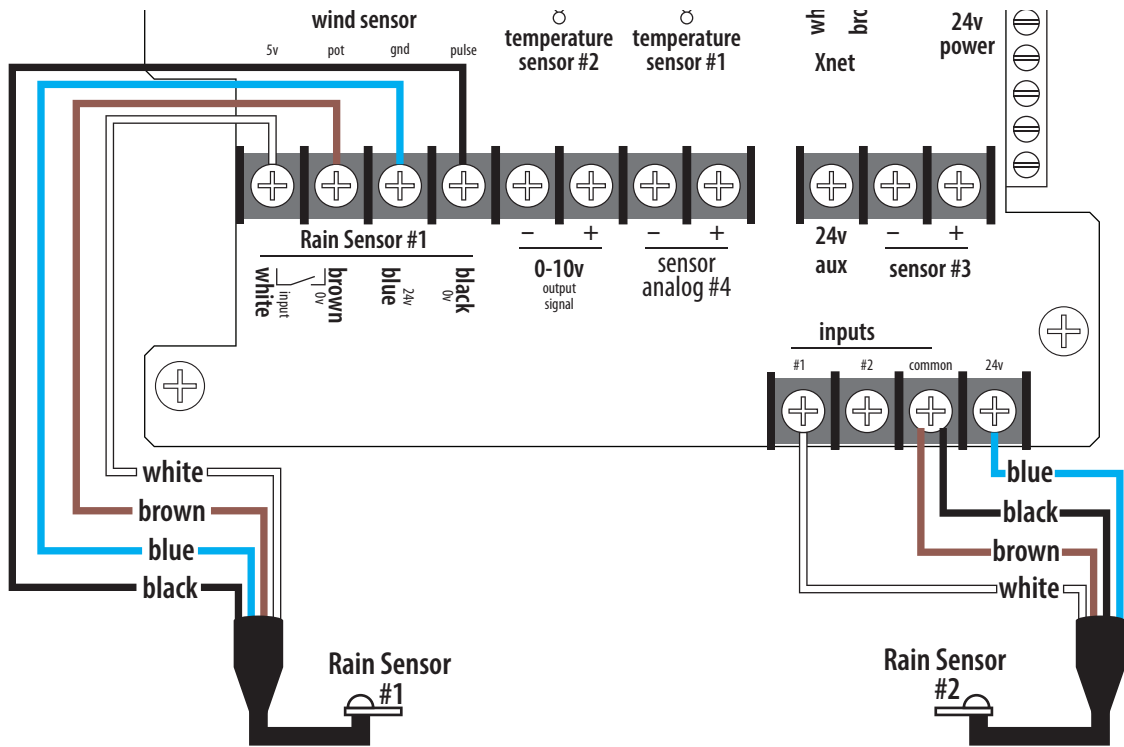 wind sensor
5v pot gnd pulse
temperature
sensor #2
temperature
sensor #1
Xnet
24v
power
Rain Sensor #1
white
input
0v
brown
blue
24v
black
0v
– +
0-10v
output
signal
– +
sensor
analog #4
24v
aux
– +
sensor #3
inputs
#1 #2 common 24v
white
brown
blue
black
blue
black
brown
white
Rain Sensor
#1
Rain Sensor
#2